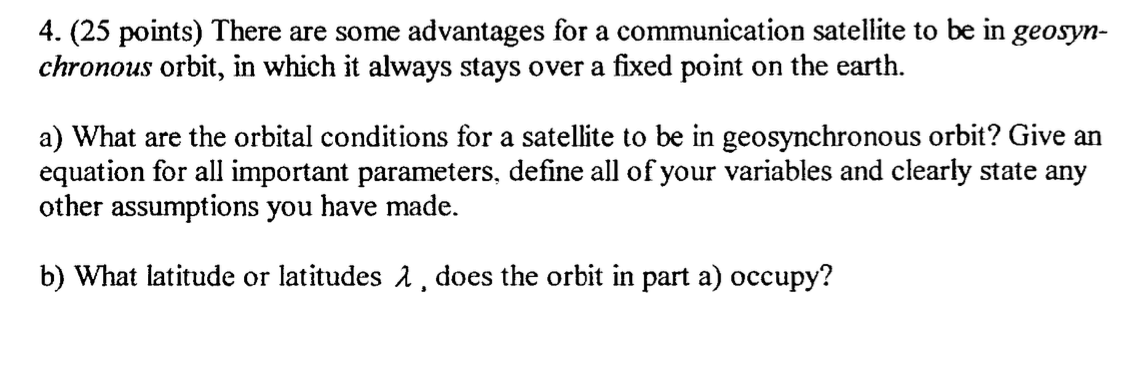 4. (25 points) There are some advantages for a communication satellite to be in geosyn-
chronous orbit, in which it always stays over a fixed point on the earth.
a) What are the orbital conditions for a satellite to be in geosynchronous orbit? Give an
equation for all important parameters, define all of your variables and clearly state any
other assumptions you have made.
b) What latitude or latitudes λ, does the orbit in part a) occupy?